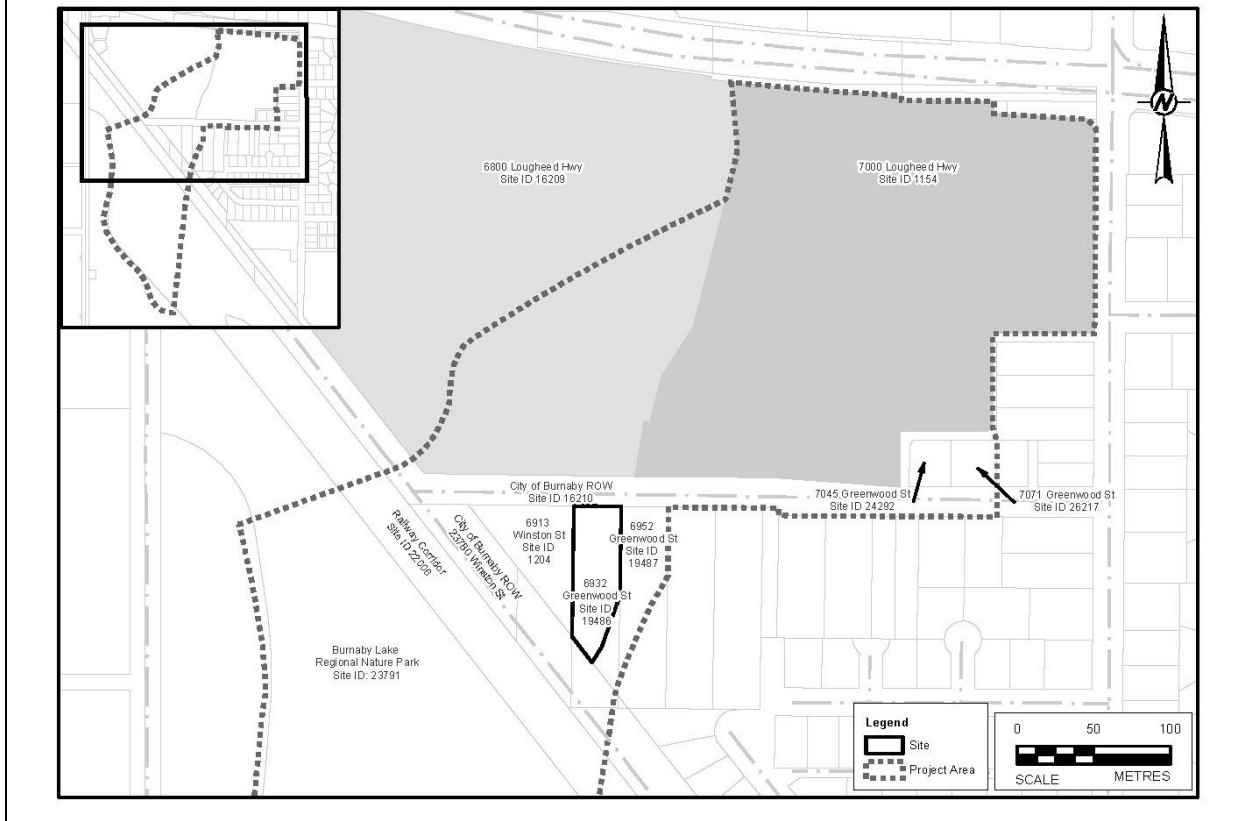 N
6800 Lougheed Hwy
Site ID 16209
7000 Lougheed Hwy
Site ID 1154
City of Burnaby ROW
Site ID 16210
7045 Greenwood St
Site ID 24292
7071 Greenwood St
Site ID 26217
6913
Winston St
Site ID
1204
6952
Greenwood St
Site ID
19487
6932
Greenwood St
Site ID
19486
Railway Corridor
Site ID 22006
City of Burnaby ROW
23780 Winston St
Burnaby Lake
Regional Nature Park
Site ID: 23791
Legend
Site
Project Area
0 50 100
SCALE METRES